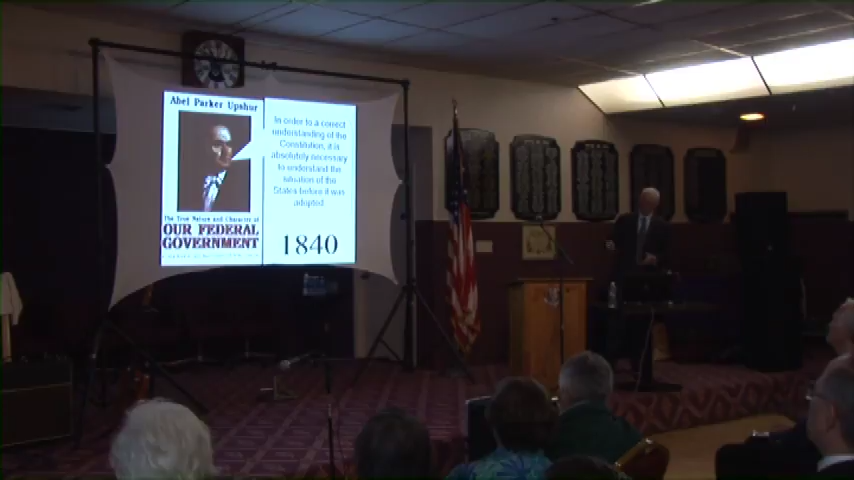 Abel Parker Upshur
The True Nature and Character of
OUR FEDERAL
GOVERNMENT
In order to a correct
understanding of the
Constitution, it is
absolutely necessary
to understand the
situation of the
States before it was
adopted.
1840